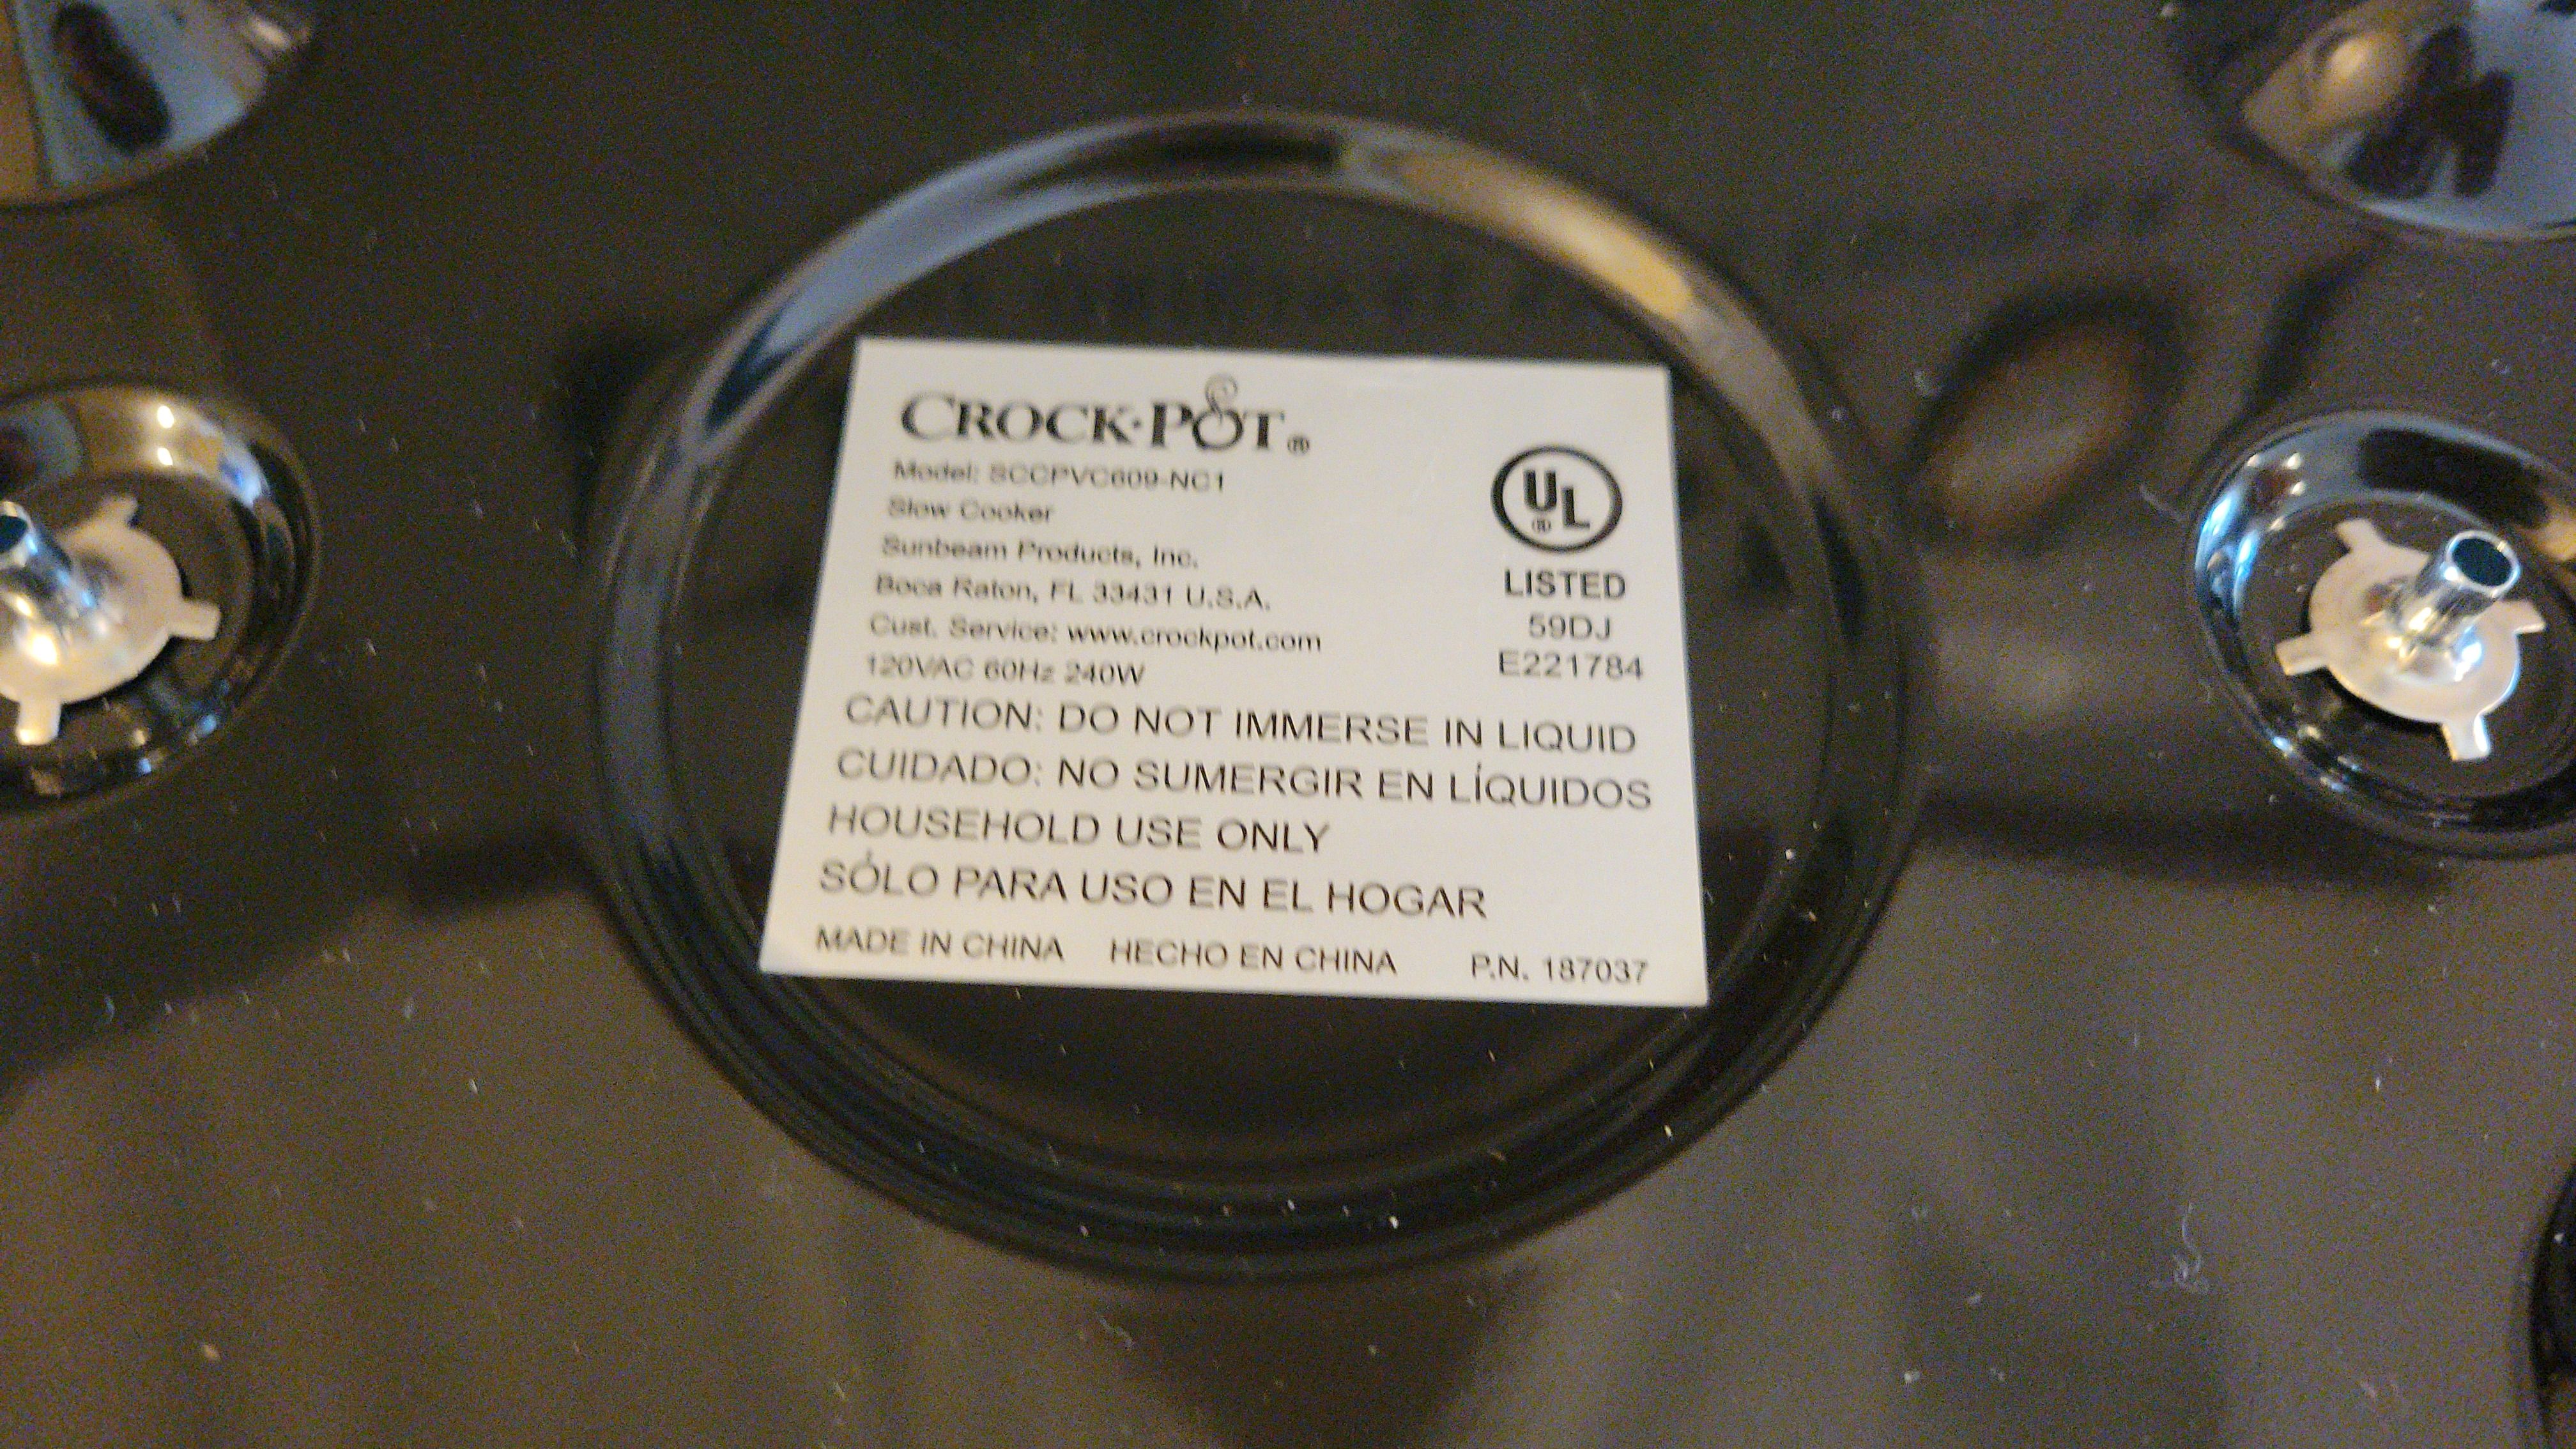 CROCK·POT®
Model: SCCPVC609-NC1
Slow Cooker
Sunbeam Products, Inc.
Boca Raton, FL 33431 U.S.A.
Cust. Service: www.crockpot.com
120VAC 60Hz 240W
UL®
LISTED
59DJ
E221784
CAUTION: DO NOT IMMERSE IN LIQUID
CUIDADO: NO SUMERGIR EN LÍQUIDOS
HOUSEHOLD USE ONLY
SÓLO PARA USO EN EL HOGAR
MADE IN CHINA HECHO EN CHINA P.N. 187037